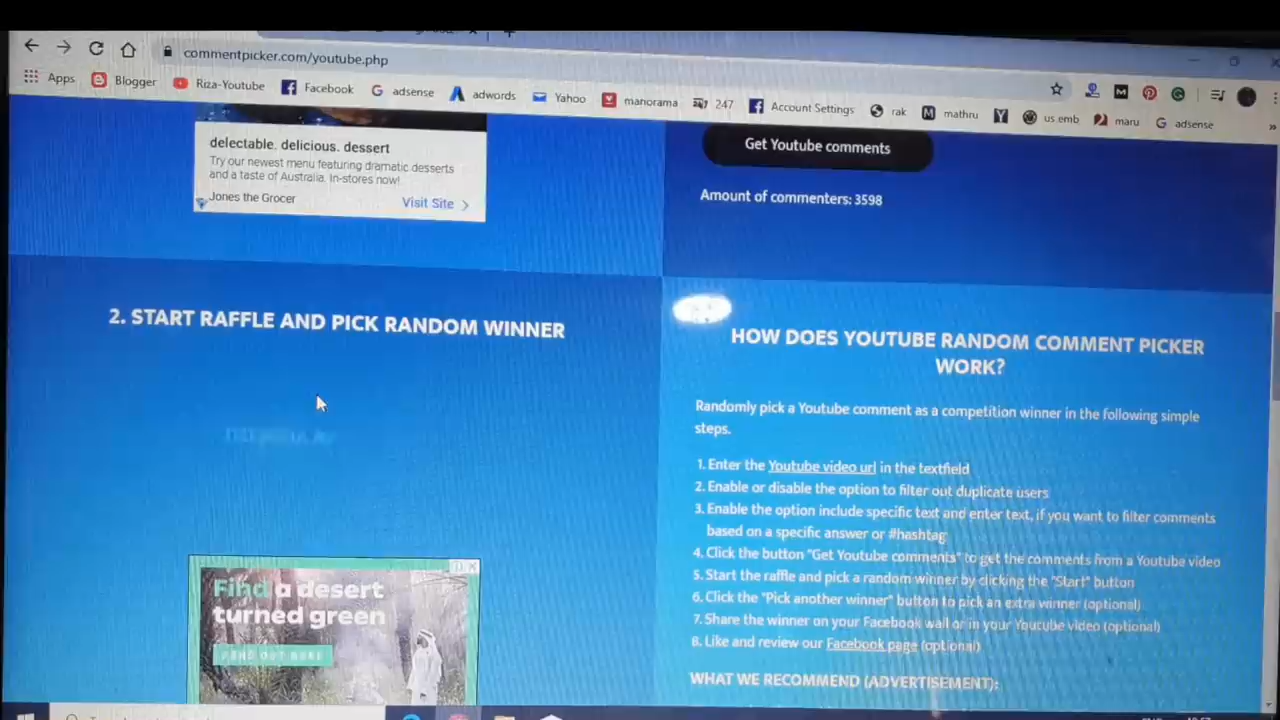 commentpicker.com/youtube.php
Apps Blogger Riza-Youtube Facebook adsense adwords Yahoo manorama 247 Account Settings rak mathru us emb maru adsense
delectable. delicious. dessert
Try our newest menu featuring dramatic desserts
and a taste of Australia. In-stores now!
Jones the Grocer
Visit Site
Get Youtube comments
Amount of commenters: 3598
2. START RAFFLE AND PICK RANDOM WINNER
HOW DOES YOUTUBE RANDOM COMMENT PICKER
WORK?
Randomly pick a Youtube comment as a competition winner in the following simple
steps.
1. Enter the Youtube video url in the textfield
2. Enable or disable the option to filter out duplicate users
3. Enable the option include specific text and enter text, if you want to filter comments
based on a specific answer or #hashtag
4. Click the button "Get Youtube comments" to get the comments from a Youtube video
5. Start the raffle and pick a random winner by clicking the "Start" button
6. Click the "Pick another winner" button to pick an extra winner (optional)
7. Share the winner on your Facebook wall or in your Youtube video (optional)
8. Like and review our Facebook page (optional)
WHAT WE RECOMMEND (ADVERTISEMENT):
Find a desert
turned green
FIND OUT MORE